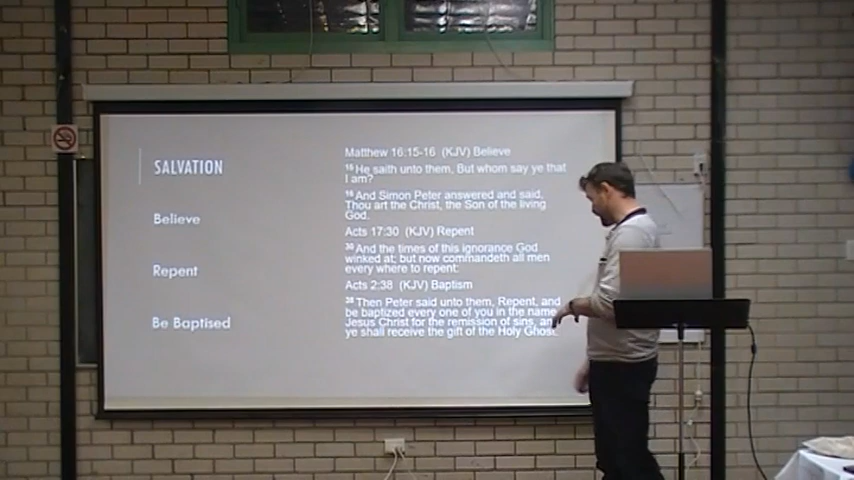 SALVATION
Believe
Repent
Be Baptised
Matthew 16:15-16 (KJV) Believe
15 He saith unto them, But whom say ye that
I am?
16 And Simon Peter answered and said,
Thou art the Christ, the Son of the living
God.
Acts 17:30 (KJV) Repent
30 And the times of this ignorance God
winked at; but now commandeth all men
every where to repent:
Acts 2:38 (KJV) Baptism
38 Then Peter said unto them, Repent, and
be baptized every one of you in the name
Jesus Christ for the remission of sins, an
ye shall receive the gift of the Holy Ghost.